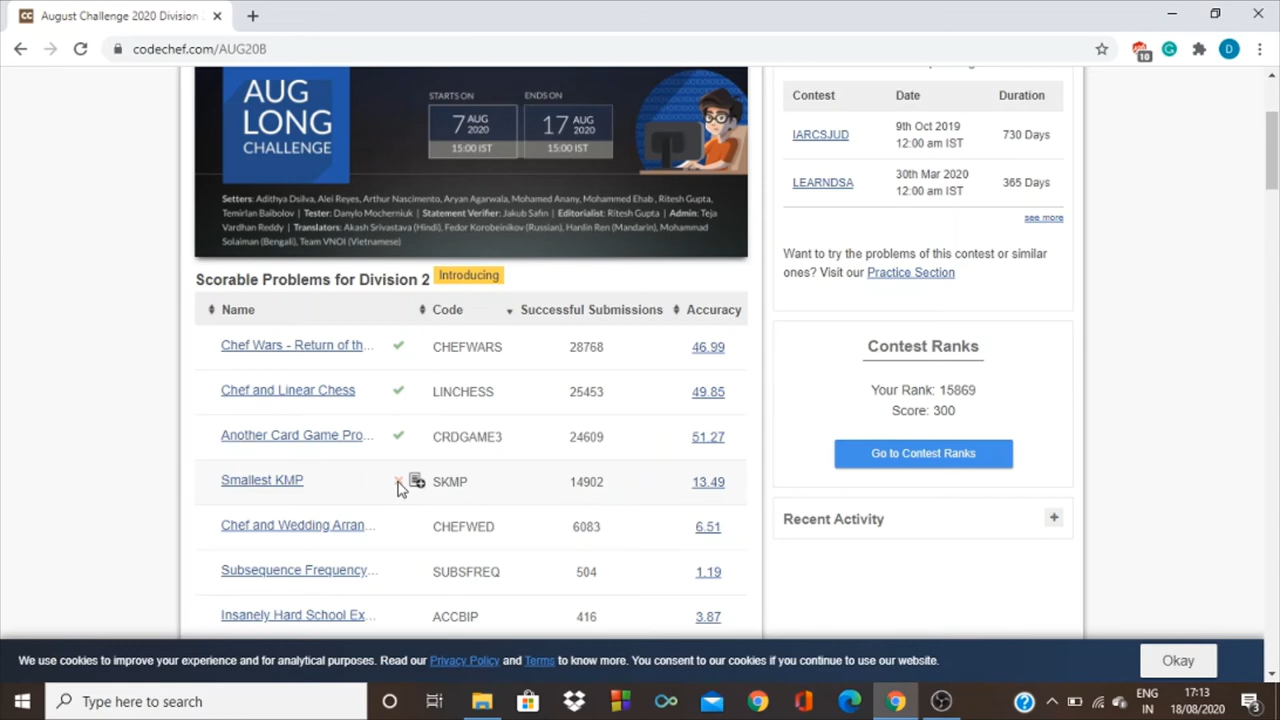 August Challenge 2020 Division
codechef.com/AUG20B
10
D
AUG
LONG
CHALLENGE
STARTS ON
7 AUG 2020
15:00 IST
ENDS ON
17 AUG 2020
15:00 IST
Setters: Adithya Dsilva, Alei Reyes, Arthur Nascimento, Aryan Agarwala, Mohammed Anany, Mohammed Ehab, Ritesh Gupta,
Temirlan Baibolov | Tester: Danylo Mocherniuk | Statement Verifier: Jakub Safin | Editorialist: Ritesh Gupta | Admin: Teja
Vardhan Reddy | Translators: Akash Srivastava (Hindi), Fedor Korobeinikov (Russian), Hanlin Ren (Mandarin), Mohammad
Solaiman (Bengali), Team VNOI (Vietnamese)
Scorable Problems for Division 2 Introducing
Name Code Successful Submissions Accuracy
Chef Wars - Return of th... CHEFWARS 28768 46.99
Chef and Linear Chess LINCHESS 25453 49.85
Another Card Game Pro... CRDGAME3 24609 51.27
Smallest KMP SKMP 14902 13.49
Chef and Wedding Arran... CHEFWED 6083 6.51
Subsequence Frequency... SUBSFREQ 504 1.19
Insanely Hard School Ex... ACCBIP 416 3.87
Contest Date Duration
IARCSJUD 9th Oct 2019 12:00 am IST 730 Days
LEARNDSA 30th Mar 2020 12:00 am IST 365 Days
see more
Want to try the problems of this contest or similar
ones? Visit our Practice Section
Contest Ranks
Your Rank: 15869
Score: 300
Go to Contest Ranks
Recent Activity
We use cookies to improve your experience and for analytical purposes. Read our Privacy Policy and Terms to know more. You consent to our cookies if you continue to use our website.
Okay
Type here to search
ENG
IN
17:13
18/08/2020
3